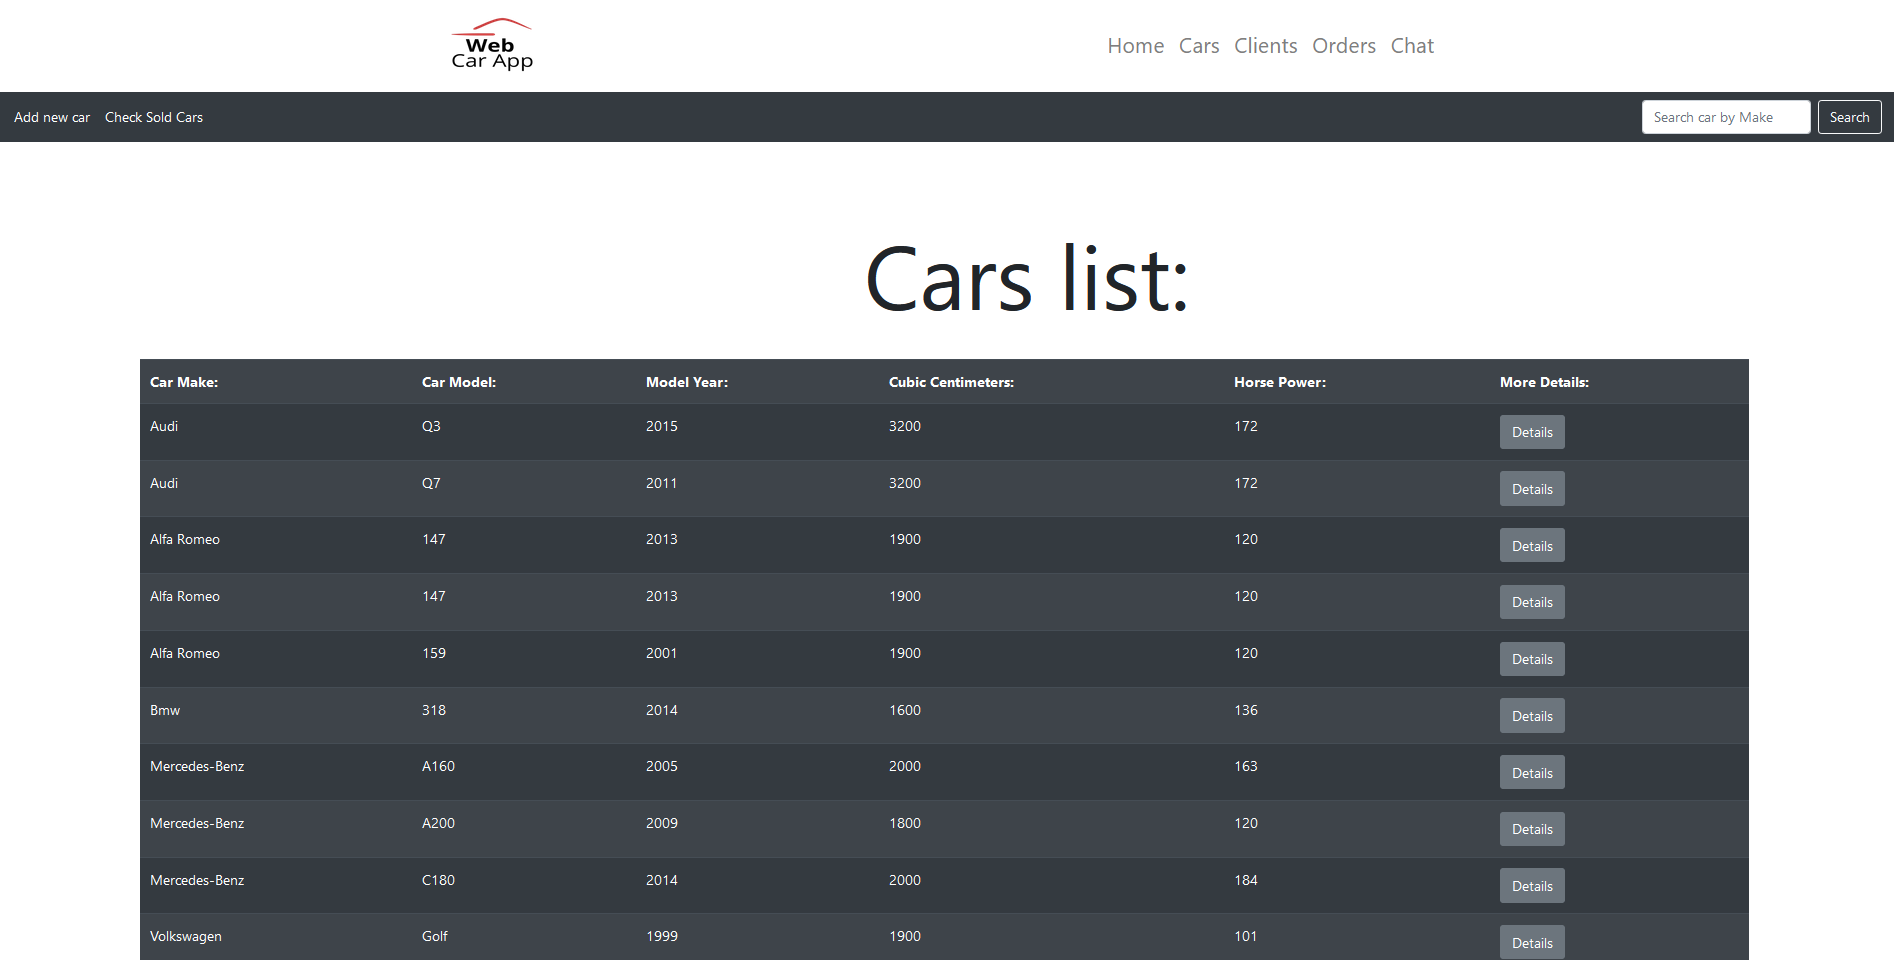 Web
Car App
Home Cars Clients Orders Chat
Add new car Check Sold Cars Search car by Make Search
Cars list:
Car Make: Car Model: Model Year: Cubic Centimeters: Horse Power: More Details:
Audi Q3 2015 3200 172 Details
Audi Q7 2011 3200 172 Details
Alfa Romeo 147 2013 1900 120 Details
Alfa Romeo 147 2013 1900 120 Details
Alfa Romeo 159 2001 1900 120 Details
Bmw 318 2014 1600 136 Details
Mercedes-Benz A160 2005 2000 163 Details
Mercedes-Benz A200 2009 1800 120 Details
Mercedes-Benz C180 2014 2000 184 Details
Volkswagen Golf 1999 1900 101 Details